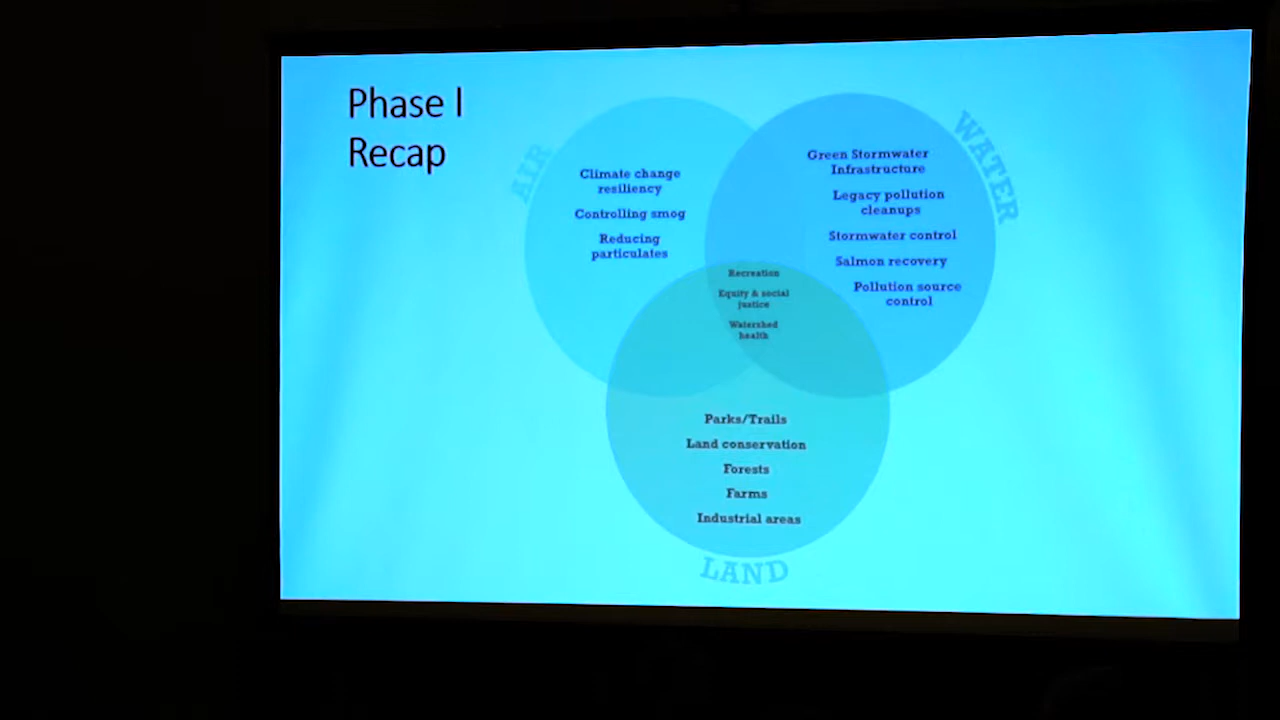 Phase I
Recap
AIR
Climate change
resiliency
Controlling smog
Reducing
particulates
WATER
Green Stormwater
Infrastructure
Legacy pollution
cleanups
Stormwater control
Salmon recovery
Pollution source
control
Recreation
Equity & social
justice
Watershed
health
Parks/Trails
Land conservation
Forests
Farms
Industrial areas
LAND